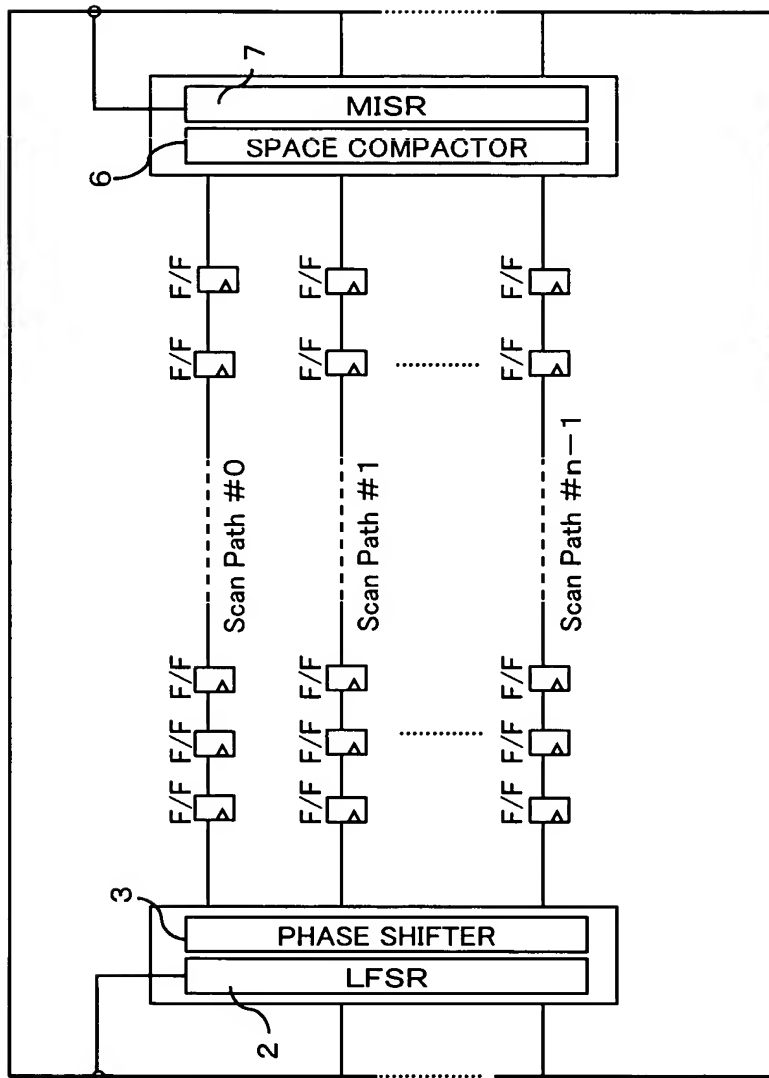 7
MISR
6
SPACE COMPACTOR
F/F F/F F/F
F/F F/F F/F
Scan Path #0
Scan Path #1
Scan Path #n-1
F/F F/F F/F
F/F F/F F/F
F/F F/F F/F
3
PHASE SHIFTER
LFSR
2